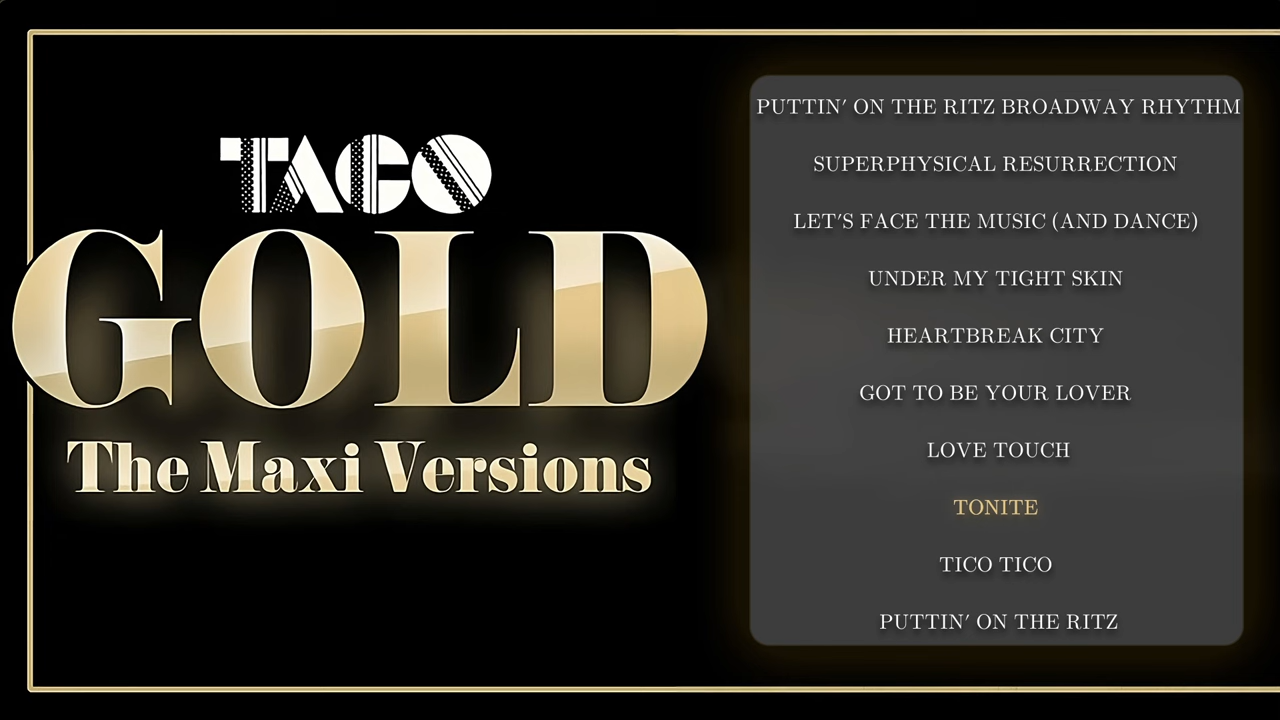 TACO
GOLD
The Maxi Versions
PUTTIN' ON THE RITZ BROADWAY RHYTHM
SUPERPHYSICAL RESURRECTION
LET'S FACE THE MUSIC (AND DANCE)
UNDER MY TIGHT SKIN
HEARTBREAK CITY
GOT TO BE YOUR LOVER
LOVE TOUCH
TONITE
TICO TICO
PUTTIN' ON THE RITZ